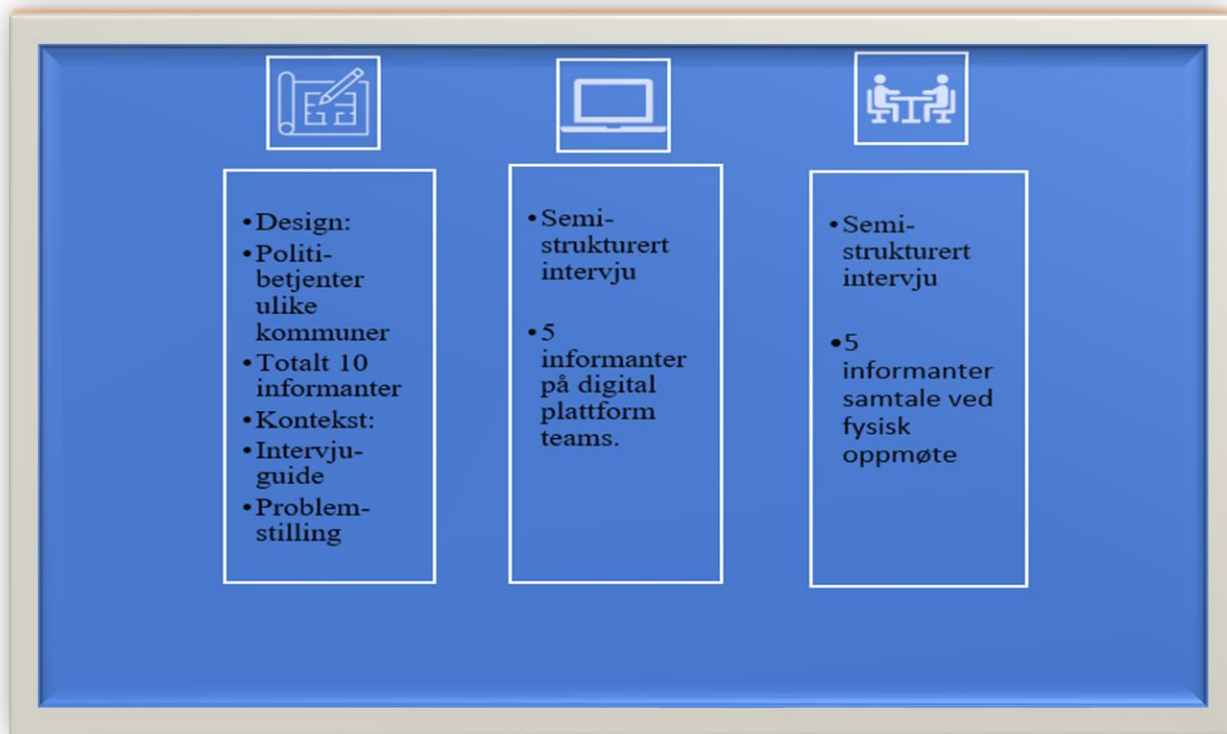 •Design:
•Politi-
betjenter
ulike
kommuner
•Totalt 10
informanter
•Kontekst:
•Intervju-
guide
•Problem-
stilling
•Semi-
strukturert
intervju
•5
informanter
på digital
plattform
teams.
•Semi-
strukturert
intervju
•5
informanter
samtale ved
fysisk
oppmøte